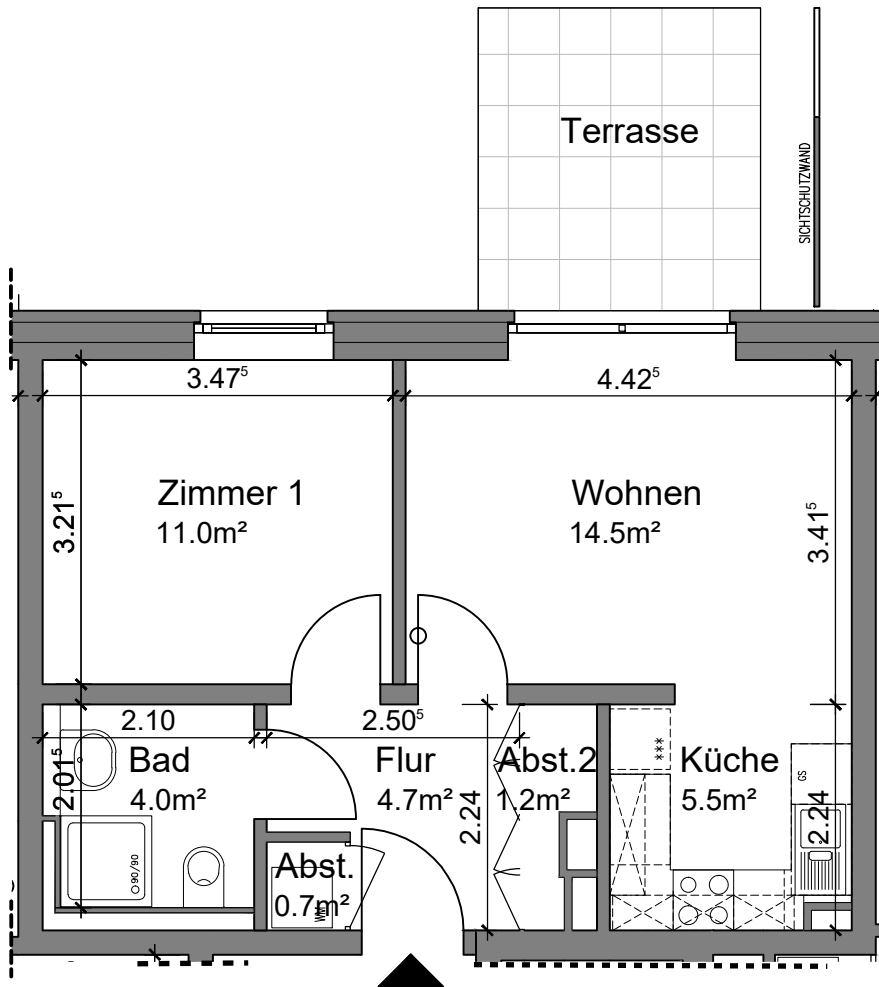 Terrasse
SICHTSCHUTZWAND
3.47⁵
4.42⁵
Zimmer 1
11.0m²
Wohnen
14.5m²
3.21⁵
3.41⁵
2.10
2.50⁵
Bad
4.0m²
Flur
4.7m²
Abst.2
1.2m²
Küche
5.5m²
2.01⁵
2.24
2.24
***
GS
90/90
Abst.
0.7m²
WM